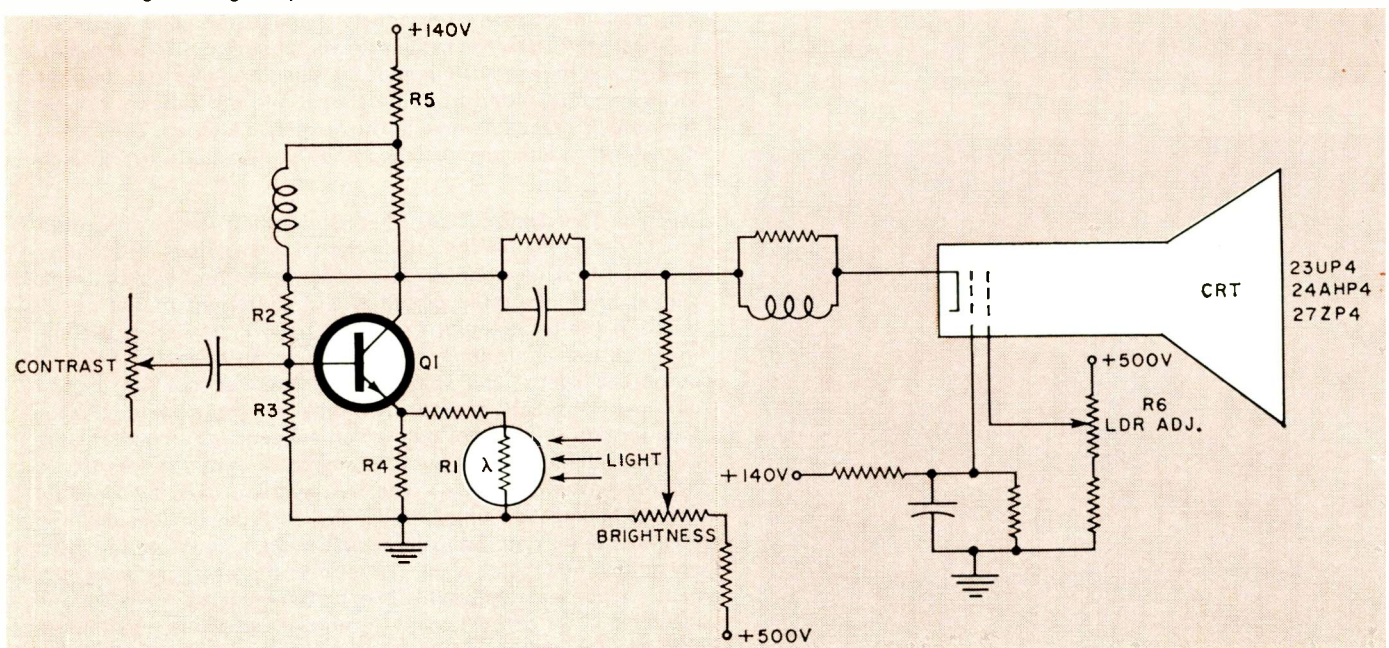 +140V
R5
R2
CONTRAST
Q1
R3
R4
R1
λ
LIGHT
BRIGHTNESS
+500V
CRT
23UP4
24AHP4
27ZP4
+500V
R6
LDR ADJ.
+140V